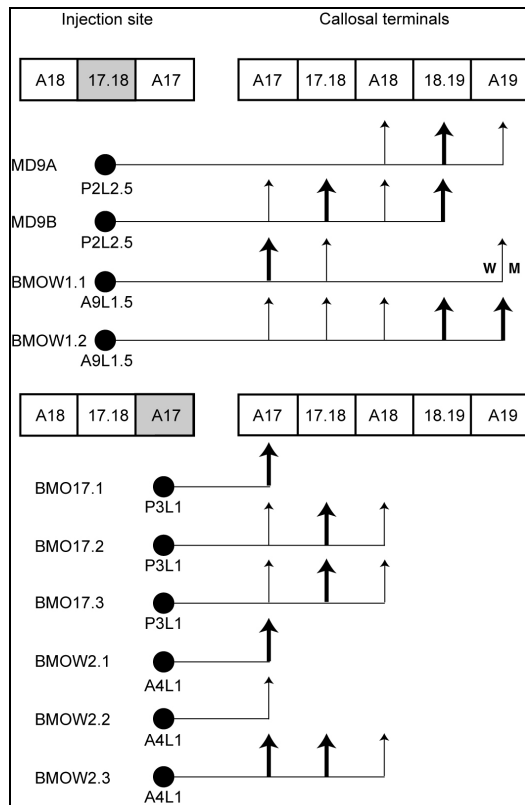 Injection site Callosal terminals
A18 17.18 A17 A17 17.18 A18 18.19 A19
MD9A
P2L2.5
MD9B
P2L2.5
W M
BMOW1.1
A9L1.5
BMOW1.2
A9L1.5
A18 17.18 A17 A17 17.18 A18 18.19 A19
BMO17.1
P3L1
BMO17.2
P3L1
BMO17.3
P3L1
BMOW2.1
A4L1
BMOW2.2
A4L1
BMOW2.3
A4L1